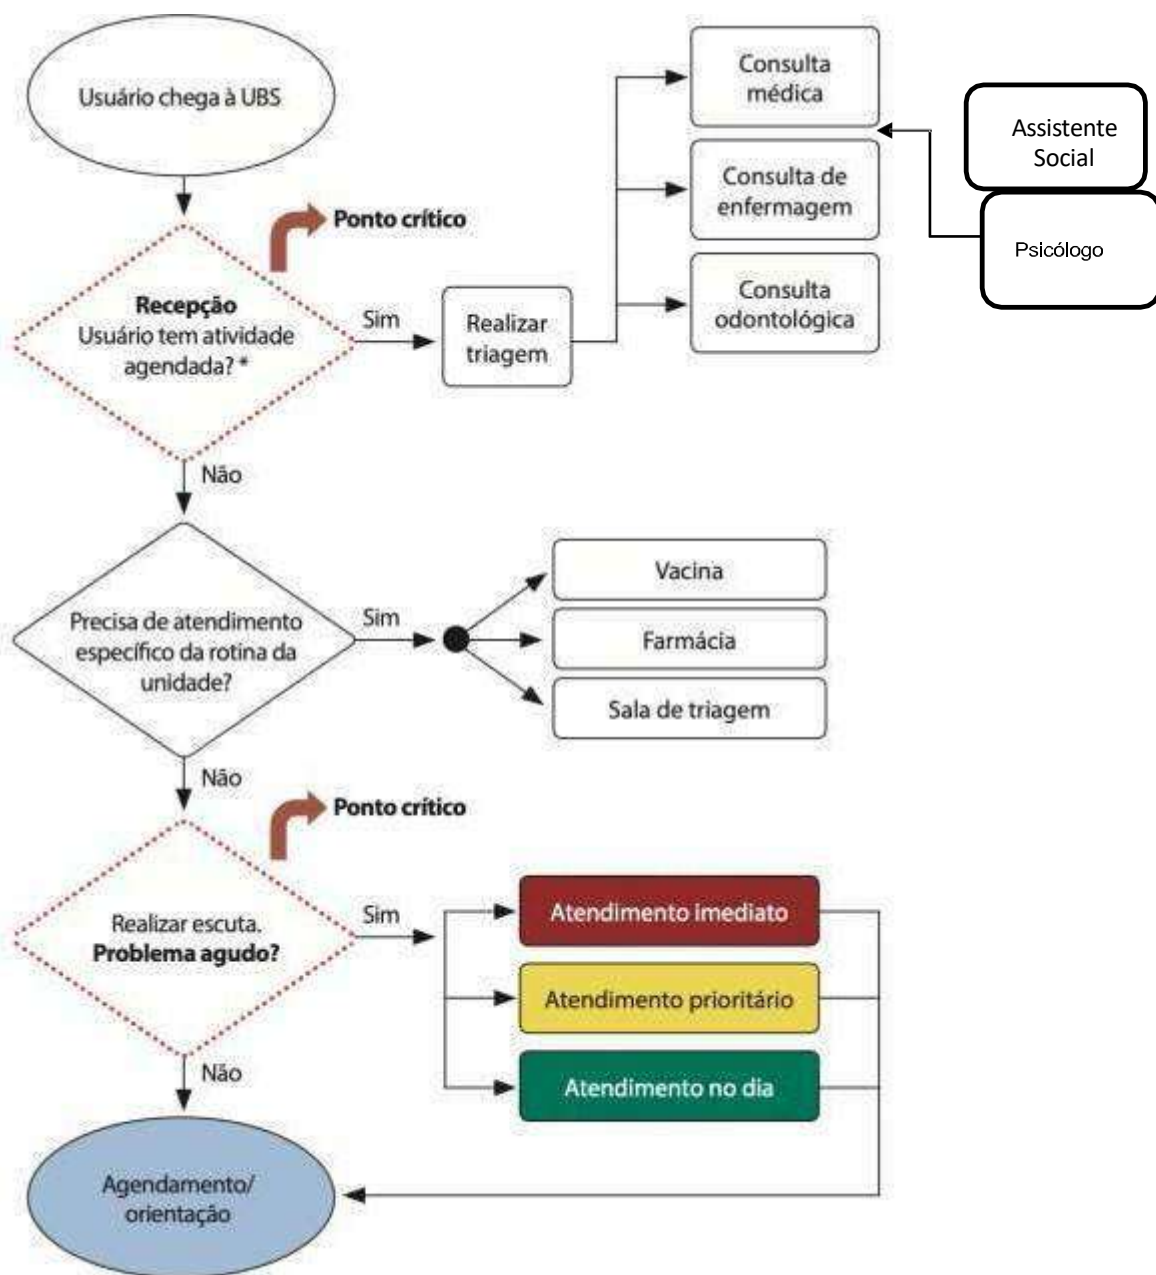 Usuário chega à UBS
Ponto crítico
Recepção
Usuário tem atividade
agendada? *
Sim
Realizar
triagem
Consulta
médica
Consulta de
enfermagem
Consulta
odontológica
Assistente
Social
Psicólogo
Não
Precisa de atendimento
específico da rotina da
unidade?
Sim
Vacina
Farmácia
Sala de triagem
Não
Ponto crítico
Realizar escuta.
Problema agudo?
Sim
Atendimento imediato
Atendimento prioritário
Atendimento no dia
Não
Agendamento/
orientação